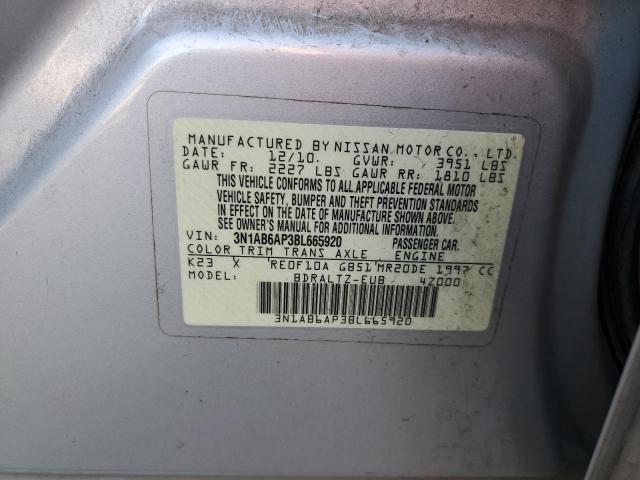 MANUFACTURED BY NISSAN MOTOR CO., LTD.
DATE: 12/10. GVWR: 3951 LBS
GAWR FR: 2227 LBS GAWR RR: 1810 LBS
THIS VEHICLE CONFORMS TO ALL APPLICABLE FEDERAL MOTOR
VEHICLE SAFETY, BUMPER AND THEFT PREVENTION STANDARDS
IN EFFECT ON THE DATE OF MANUFACTURE SHOWN ABOVE.
SEE OWNER'S MANUAL FOR ADDITIONAL INFORMATION.
VIN: 3N1AB6AP3BL665920 PASSENGER CAR.
COLOR TRIM TRANS AXLE ENGINE
K23 X RE0F10A GB51 MR20DE 1997 CC
MODEL: BDRALTZ-EUB 4Z000
3N1AB6AP3BL665920